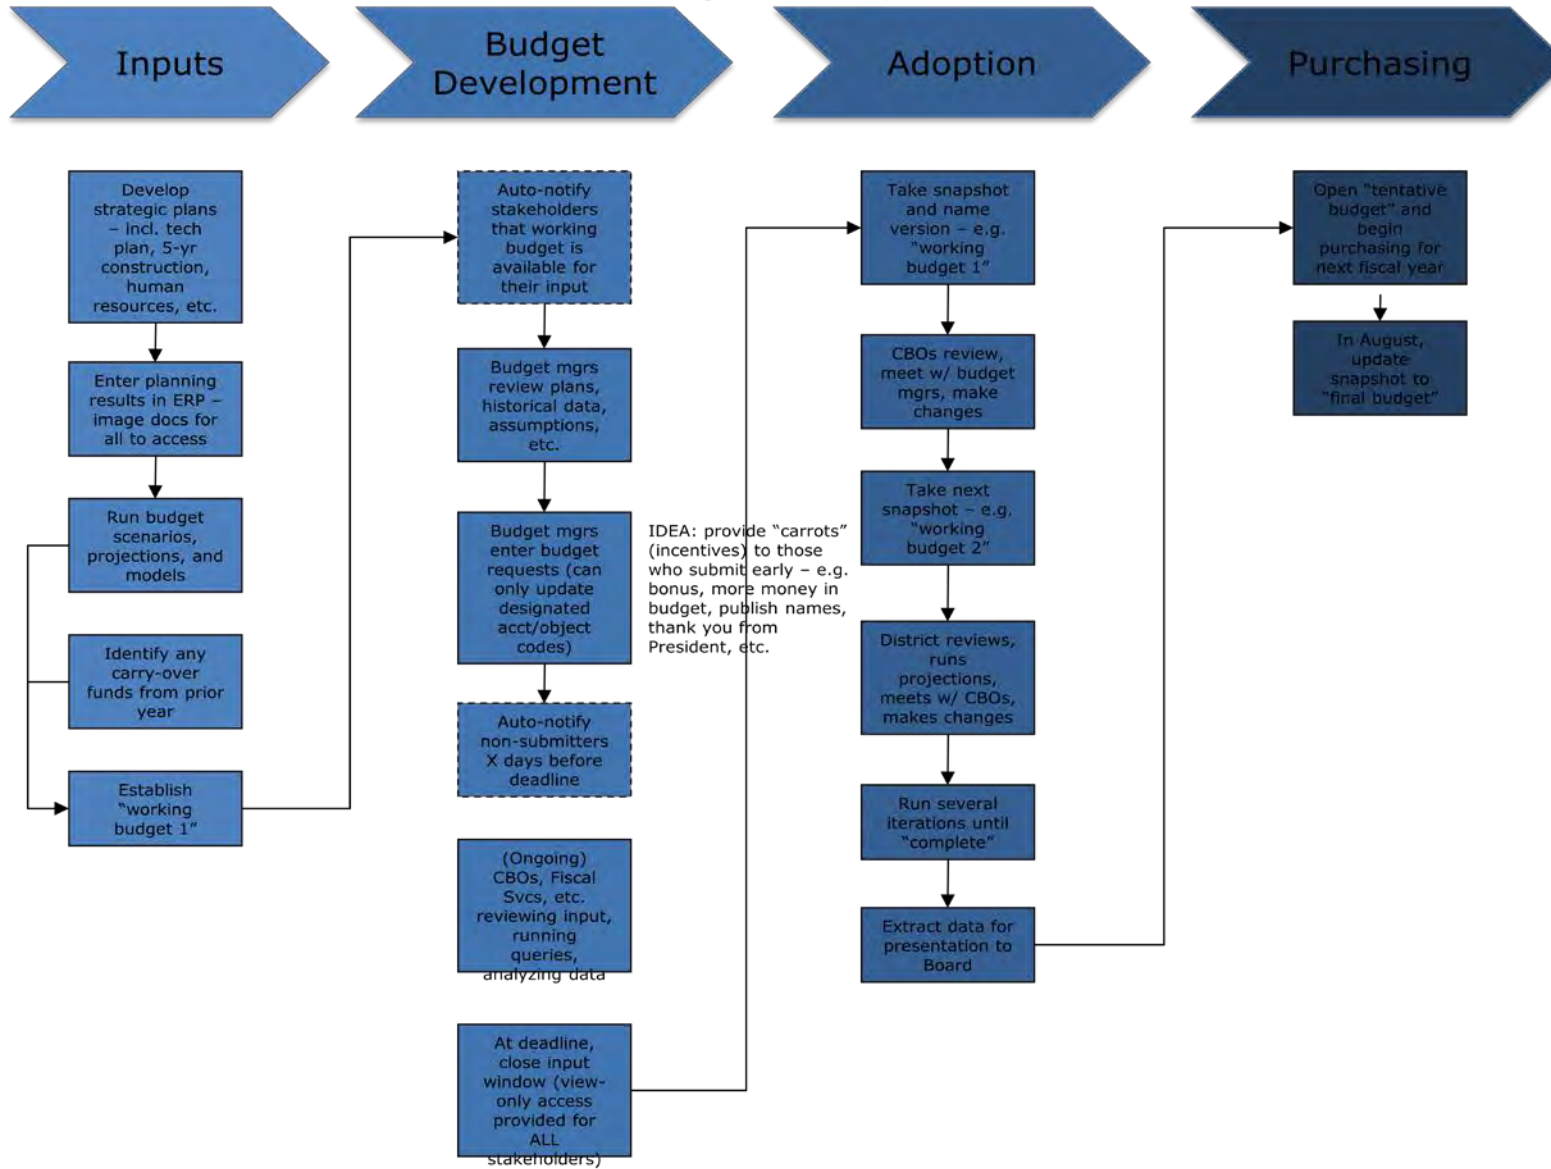 Inputs
Budget
Development
Adoption
Purchasing
Develop
strategic plans
– incl. tech
plan, 5-yr
construction,
human
resources, etc.
Enter planning
results in ERP –
image docs for
all to access
Run budget
scenarios,
projections, and
models
Identify any
carry-over
funds from prior
year
Establish
“working
budget 1”
Auto-notify
stakeholders
that working
budget is
available for
their input
Budget mgrs
review plans,
historical data,
assumptions,
etc.
Budget mgrs
enter budget
requests (can
only update
designated
acct/object
codes)
IDEA: provide “carrots”
(incentives) to those
who submit early – e.g.
bonus, more money in
budget, publish names,
thank you from
President, etc.
Auto-notify
non-submitters
X days before
deadline
(Ongoing)
CBOs, Fiscal
Svcs, etc.
reviewing input,
running
queries,
analyzing data
At deadline,
close input
window (view-
only access
provided for
ALL
stakeholders)
Take snapshot
and name
version – e.g.
“working
budget 1”
CBOs review,
meet w/ budget
mgrs, make
changes
Take next
snapshot – e.g.
“working
budget 2”
District reviews,
runs
projections,
meets w/ CBOs,
makes changes
Run several
iterations until
“complete”
Extract data for
presentation to
Board
Open “tentative
budget” and
begin
purchasing for
next fiscal year
In August,
update
snapshot to
“final budget”